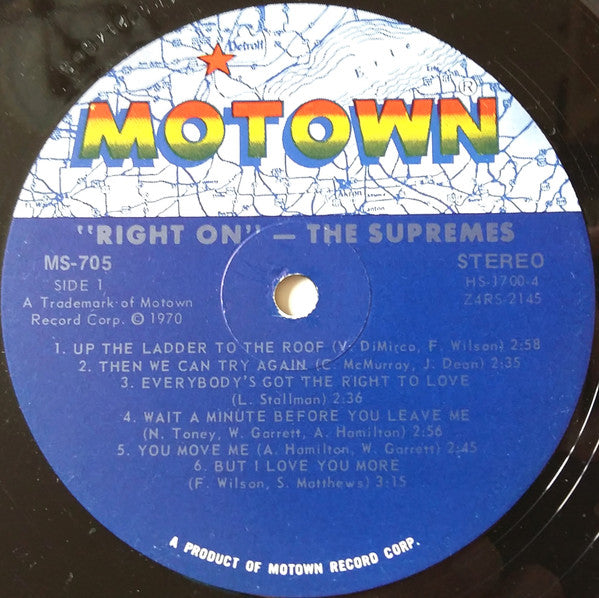 Detroit
Erie
MOTOWN®
"RIGHT ON" — THE SUPREMES
MS-705
STEREO
SIDE 1
HS-1700-4
A Trademark of Motown
Z4RS-2145
Record Corp. © 1970
1. UP THE LADDER TO THE ROOF (V. DiMirco, F. Wilson) 2:58
2. THEN WE CAN TRY AGAIN (C. McMurray, J. Dean) 2:35
3. EVERYBODY'S GOT THE RIGHT TO LOVE
(L. Stallman) 2:36
4. WAIT A MINUTE BEFORE YOU LEAVE ME
(N. Toney, W. Garrett, A. Hamilton) 2:56
5. YOU MOVE ME (A. Hamilton, W. Garrett) 2:45
6. BUT I LOVE YOU MORE
(F. Wilson, S. Matthews) 3:15
A PRODUCT OF MOTOWN RECORD CORP.